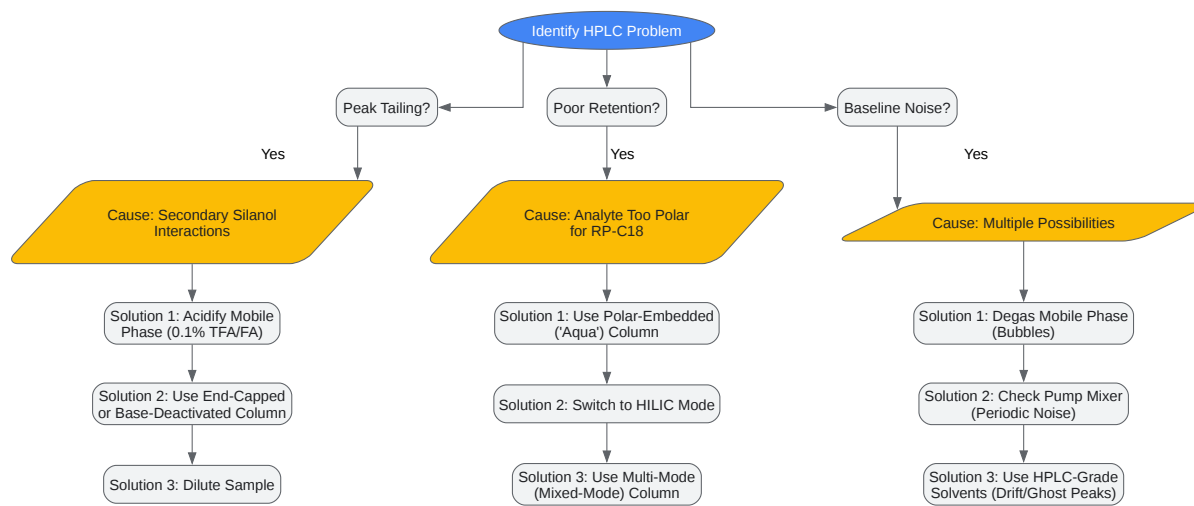 Identify HPLC Problem
Peak Tailing?
Poor Retention?
Baseline Noise?
Yes
Yes
Yes
Cause: Secondary Silanol
Interactions
Cause: Analyte Too Polar
for RP-C18
Cause: Multiple Possibilities
Solution 1: Acidify Mobile
Phase (0.1% TFA/FA)
Solution 1: Use Polar-Embedded
('Aqua') Column
Solution 1: Degas Mobile Phase
(Bubbles)
Solution 2: Use End-Capped
or Base-Deactivated Column
Solution 2: Switch to HILIC Mode
Solution 2: Check Pump Mixer
(Periodic Noise)
Solution 3: Dilute Sample
Solution 3: Use Multi-Mode
(Mixed-Mode) Column
Solution 3: Use HPLC-Grade
Solvents (Drift/Ghost Peaks)